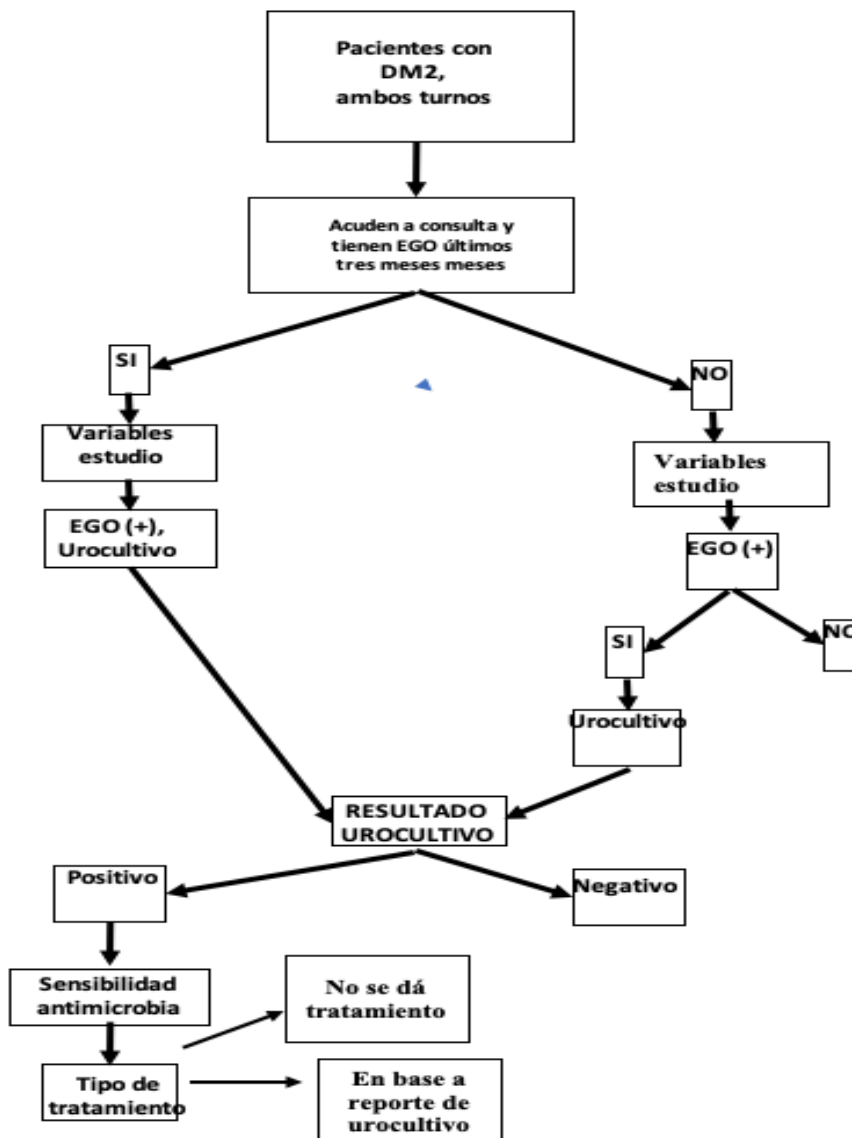 Pacientes con
DM2,
ambos turnos
Acuden a consulta y
tienen EGO últimos
tres meses meses
SI
NO
Variables
estudio
Variables
estudio
EGO (+),
Urocultivo
EGO (+)
SI
NO
Urocultivo
RESULTADO
UROCULTIVO
Positivo
Negativo
Sensibilidad
antimicrobia
No se dá
tratamiento
Tipo de
tratamiento
En base a
reporte de
urocultivo